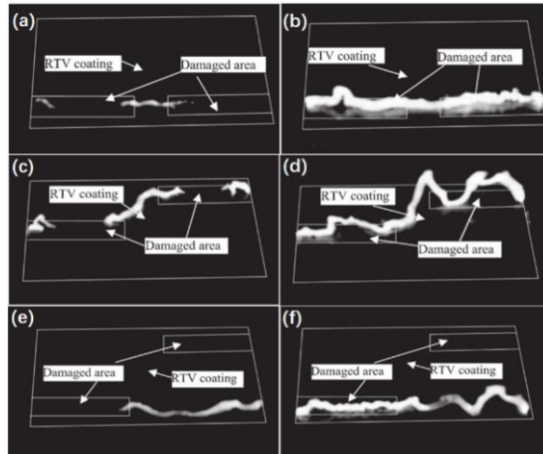 (a)
RTV coating
Damaged area
(b)
RTV coating
Damaged area
(c)
RTV coating
Damaged area
(d)
RTV coating
Damaged area
(e)
Damaged area
RTV coating
(f)
Damaged area
RTV coating